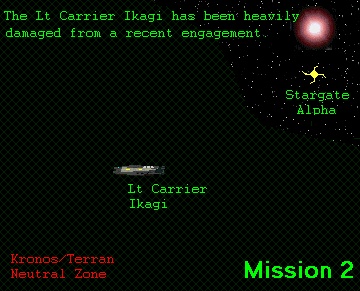 The Lt Carrier Ikagi has been heavily
damaged from a recent engagement
Stargate
Alpha
Lt Carrier
Ikagi
Kronos/Terran
Neutral Zone
Mission 2